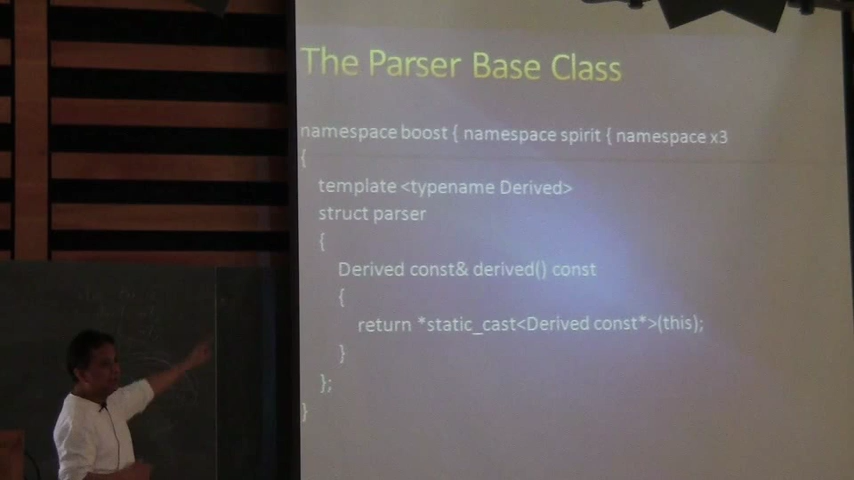 The Parser Base Class
namespace boost { namespace spirit { namespace x3
{
template <typename Derived>
struct parser
{
Derived const& derived() const
{
return *static_cast<Derived const*>(this);
}
};
}